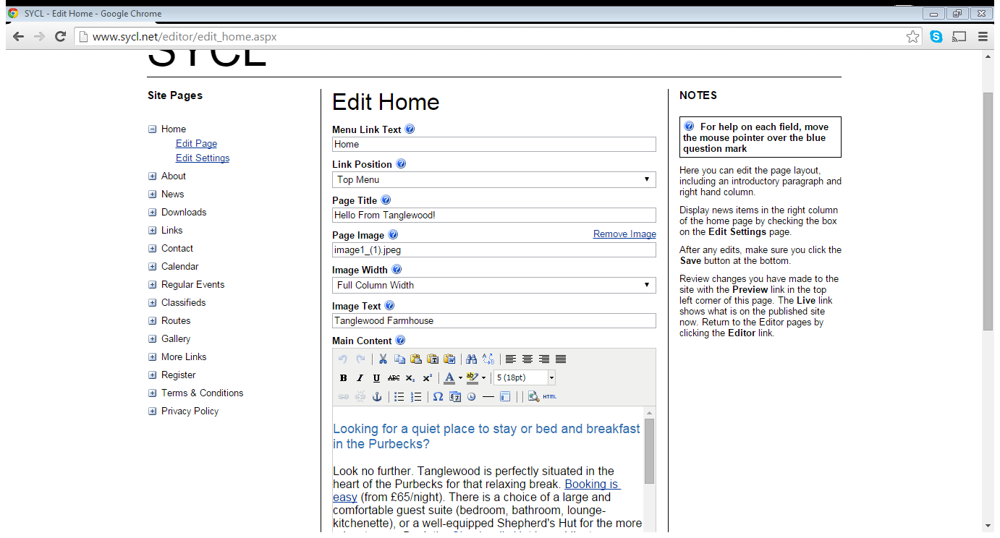 SYCL - Edit Home - Google Chrome
www.sycl.net/editor/edit_home.aspx
SYCL
Site Pages
Home
Edit Page
Edit Settings
About
News
Downloads
Links
Contact
Calendar
Regular Events
Classifieds
Routes
Gallery
More Links
Register
Terms & Conditions
Privacy Policy
Edit Home
Menu Link Text
Home
Link Position
Top Menu
Page Title
Hello From Tanglewood!
Page Image
Remove Image
image1_(1).jpeg
Image Width
Full Column Width
Image Text
Tanglewood Farmhouse
Main Content
B I U ABC X₂ X² A ab 5 (18pt)
HTML
Looking for a quiet place to stay or bed and breakfast
in the Purbecks?
Look no further. Tanglewood is perfectly situated in the
heart of the Purbecks for that relaxing break. Booking is
easy (from £65/night). There is a choice of a large and
comfortable guest suite (bedroom, bathroom, lounge-
kitchenette), or a well-equipped Shepherd's Hut for the more
NOTES
For help on each field, move
the mouse pointer over the blue
question mark
Here you can edit the page layout,
including an introductory paragraph and
right hand column.
Display news items in the right column
of the home page by checking the box
on the Edit Settings page.
After any edits, make sure you click the
Save button at the bottom.
Review changes you have made to the
site with the Preview link in the top
left corner of this page. The Live link
shows what is on the published site
now. Return to the Editor pages by
clicking the Editor link.